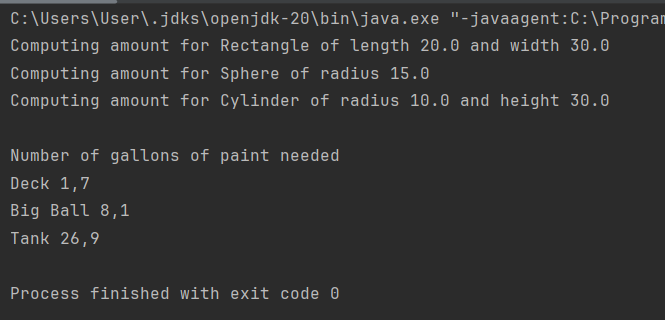 C:\Users\User\.jdks\openjdk-20\bin\java.exe "-javaagent:C:\Program
Computing amount for Rectangle of length 20.0 and width 30.0
Computing amount for Sphere of radius 15.0
Computing amount for Cylinder of radius 10.0 and height 30.0
Number of gallons of paint needed
Deck 1,7
Big Ball 8,1
Tank 26,9
Process finished with exit code 0